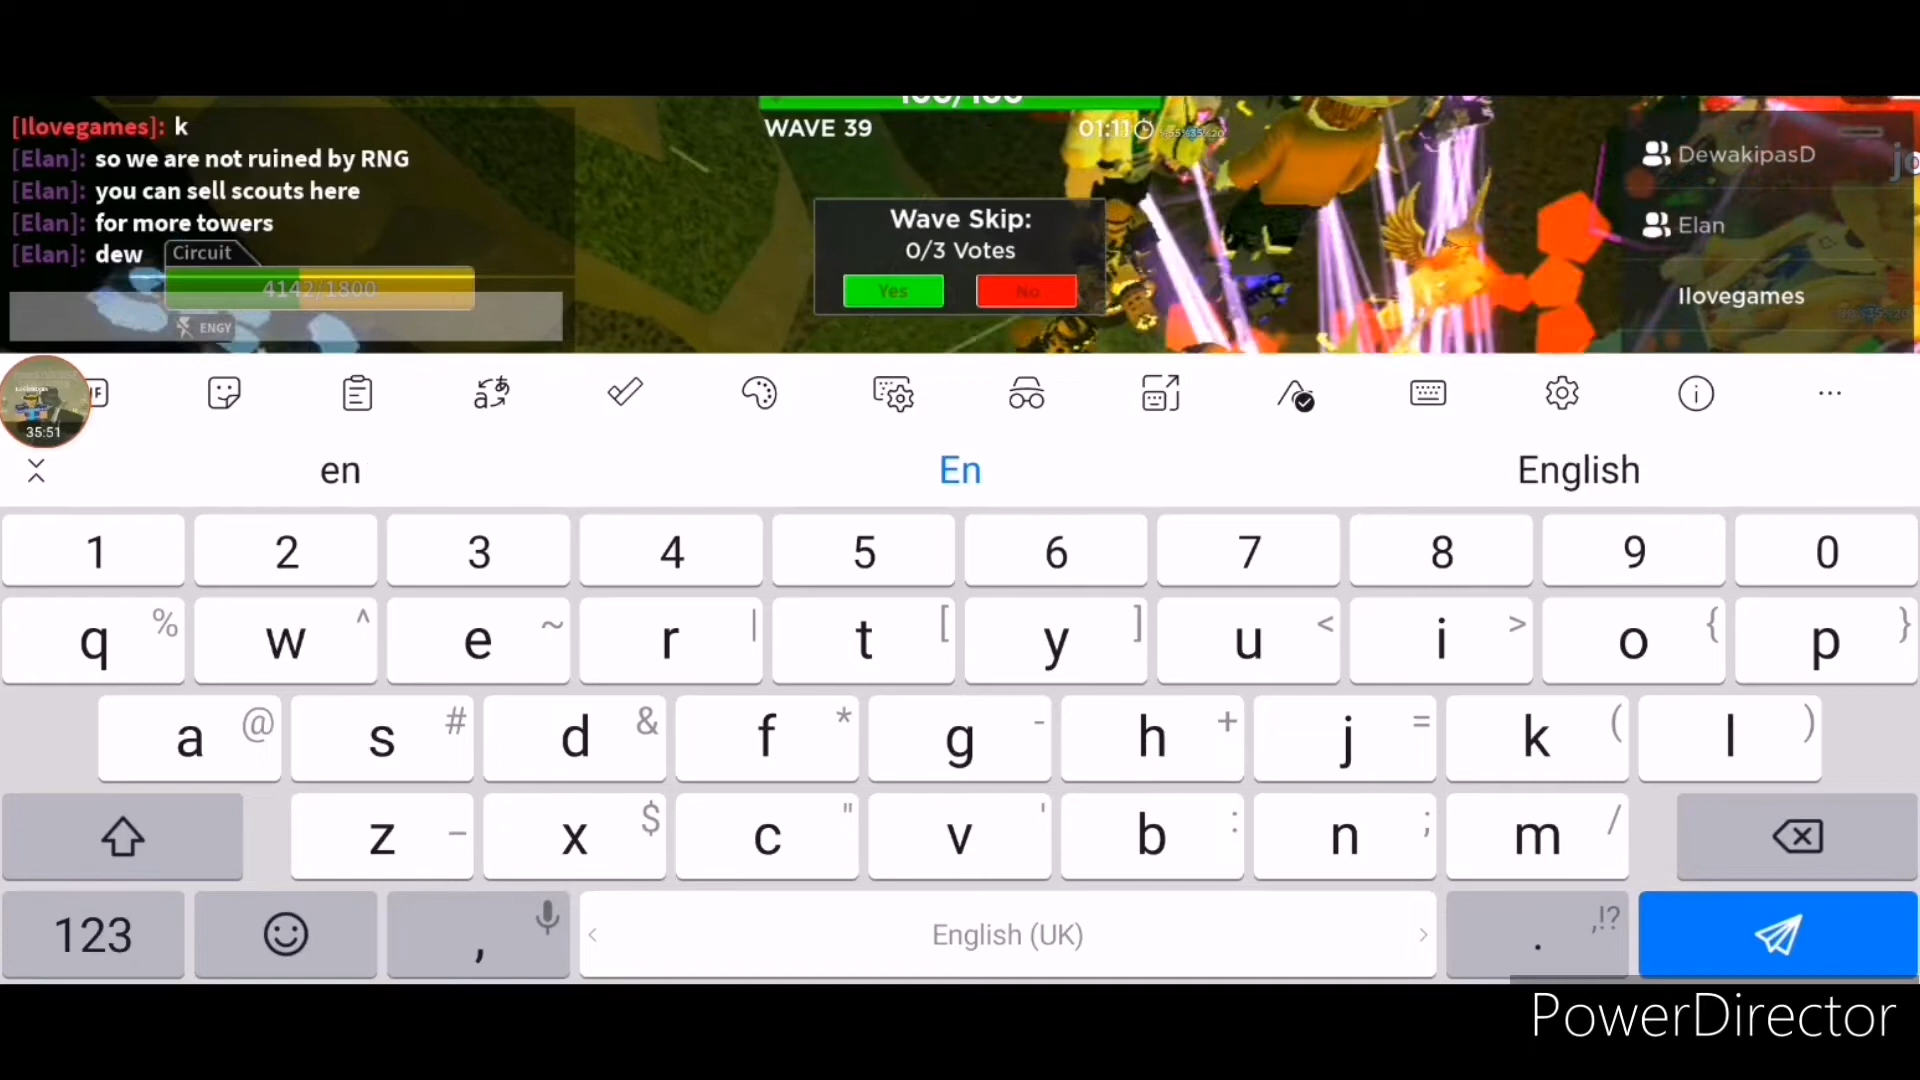 100/100
WAVE 39
01:11
[Ilovegames]: k
[Elan]: so we are not ruined by RNG
[Elan]: you can sell scouts here
[Elan]: for more towers
[Elan]: dew
Circuit
4142/1800
ENGY
Wave Skip:
0/3 Votes
Yes No
DewakipasD
jo
Elan
Ilovegames
35:51
en En English
1 2 3 4 5 6 7 8 9 0
q % w ^ e ~ r | t [ y ] u < i > o { p }
a @ s # d & f * g - h + j = k ( l )
z _ x $ c " v ' b : n ; m /
123 , < English (UK) > . ,!?
PowerDirector